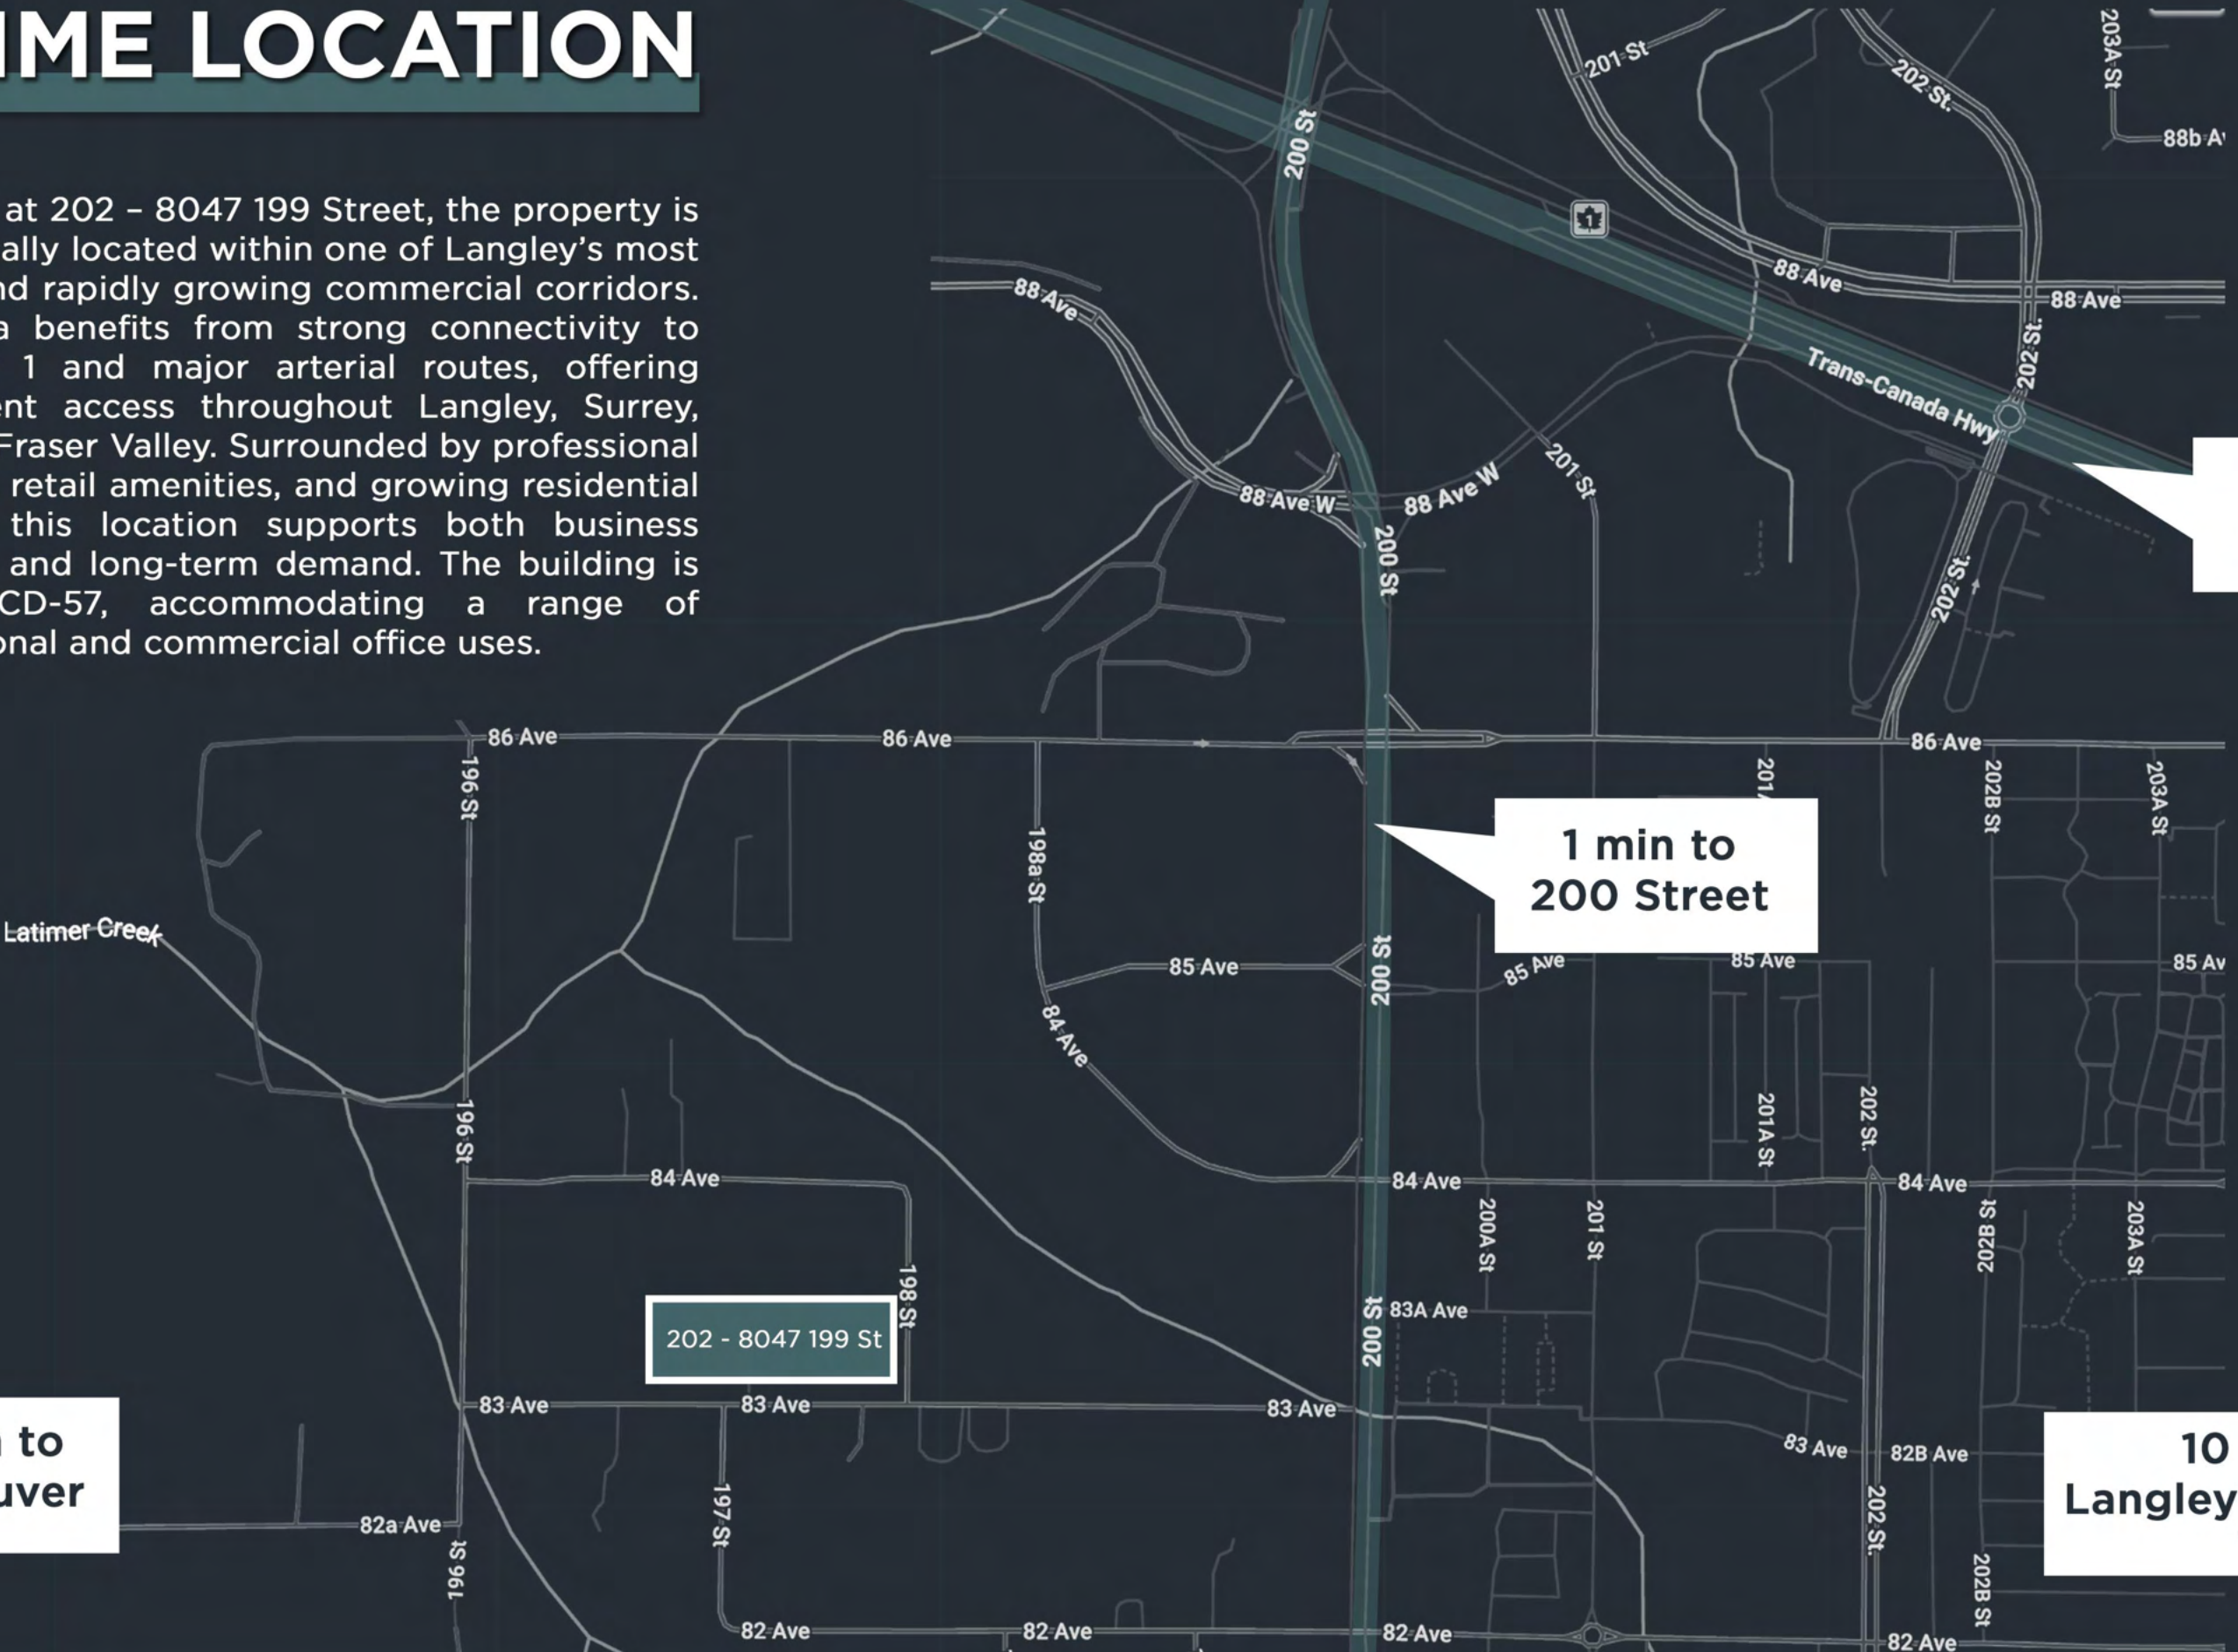 IME LOCATION
at 202 – 8047 199 Street, the property is
ally located within one of Langley's most
nd rapidly growing commercial corridors.
a benefits from strong connectivity to
1 and major arterial routes, offering
ent access throughout Langley, Surrey,
Fraser Valley. Surrounded by professional
retail amenities, and growing residential
this location supports both business
and long-term demand. The building is
CD-57, accommodating a range of
onal and commercial office uses.
201 St
202 St.
203A St
88b Av
200 St
1
88 Ave
88 Ave
88 Ave
202 St.
Trans-Canada Hwy
88 Ave W
88 Ave W
201 St
200 St
202 St.
86 Ave
86 Ave
86 Ave
196 St
198a St
201A
202B St
203A St
1 min to
200 Street
Latimer Creek
85 Ave
200 St
85 Ave
85 Ave
85 Av
84 Ave
196 St
201A St
202 St.
84 Ave
84 Ave
84 Ave
200A St
201 St
202B St
203A St
198 St
202 - 8047 199 St
200 St
83A Ave
83 Ave
83 Ave
83 Ave
83 Ave
82B Ave
to
uver
10
Langley
82a Ave
197 St
202 St.
196 St
202B St
82 Ave
82 Ave
82 Ave
82 Ave